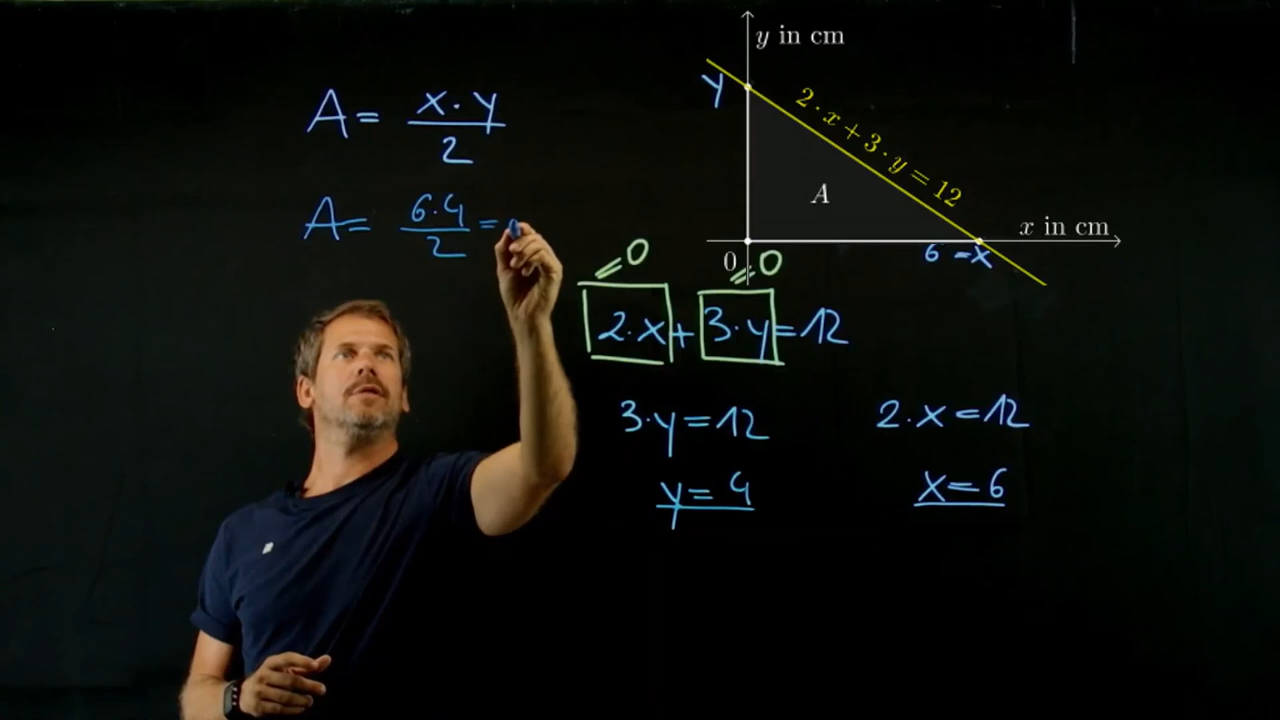 y in cm
A = x·y/2
y
2·x+3·y=12
A
A = 6·4/2 =
x in cm
6 = x
0
=0
=0
2·x+3·y=12
3·y=12
2·x=12
y=4
x=6